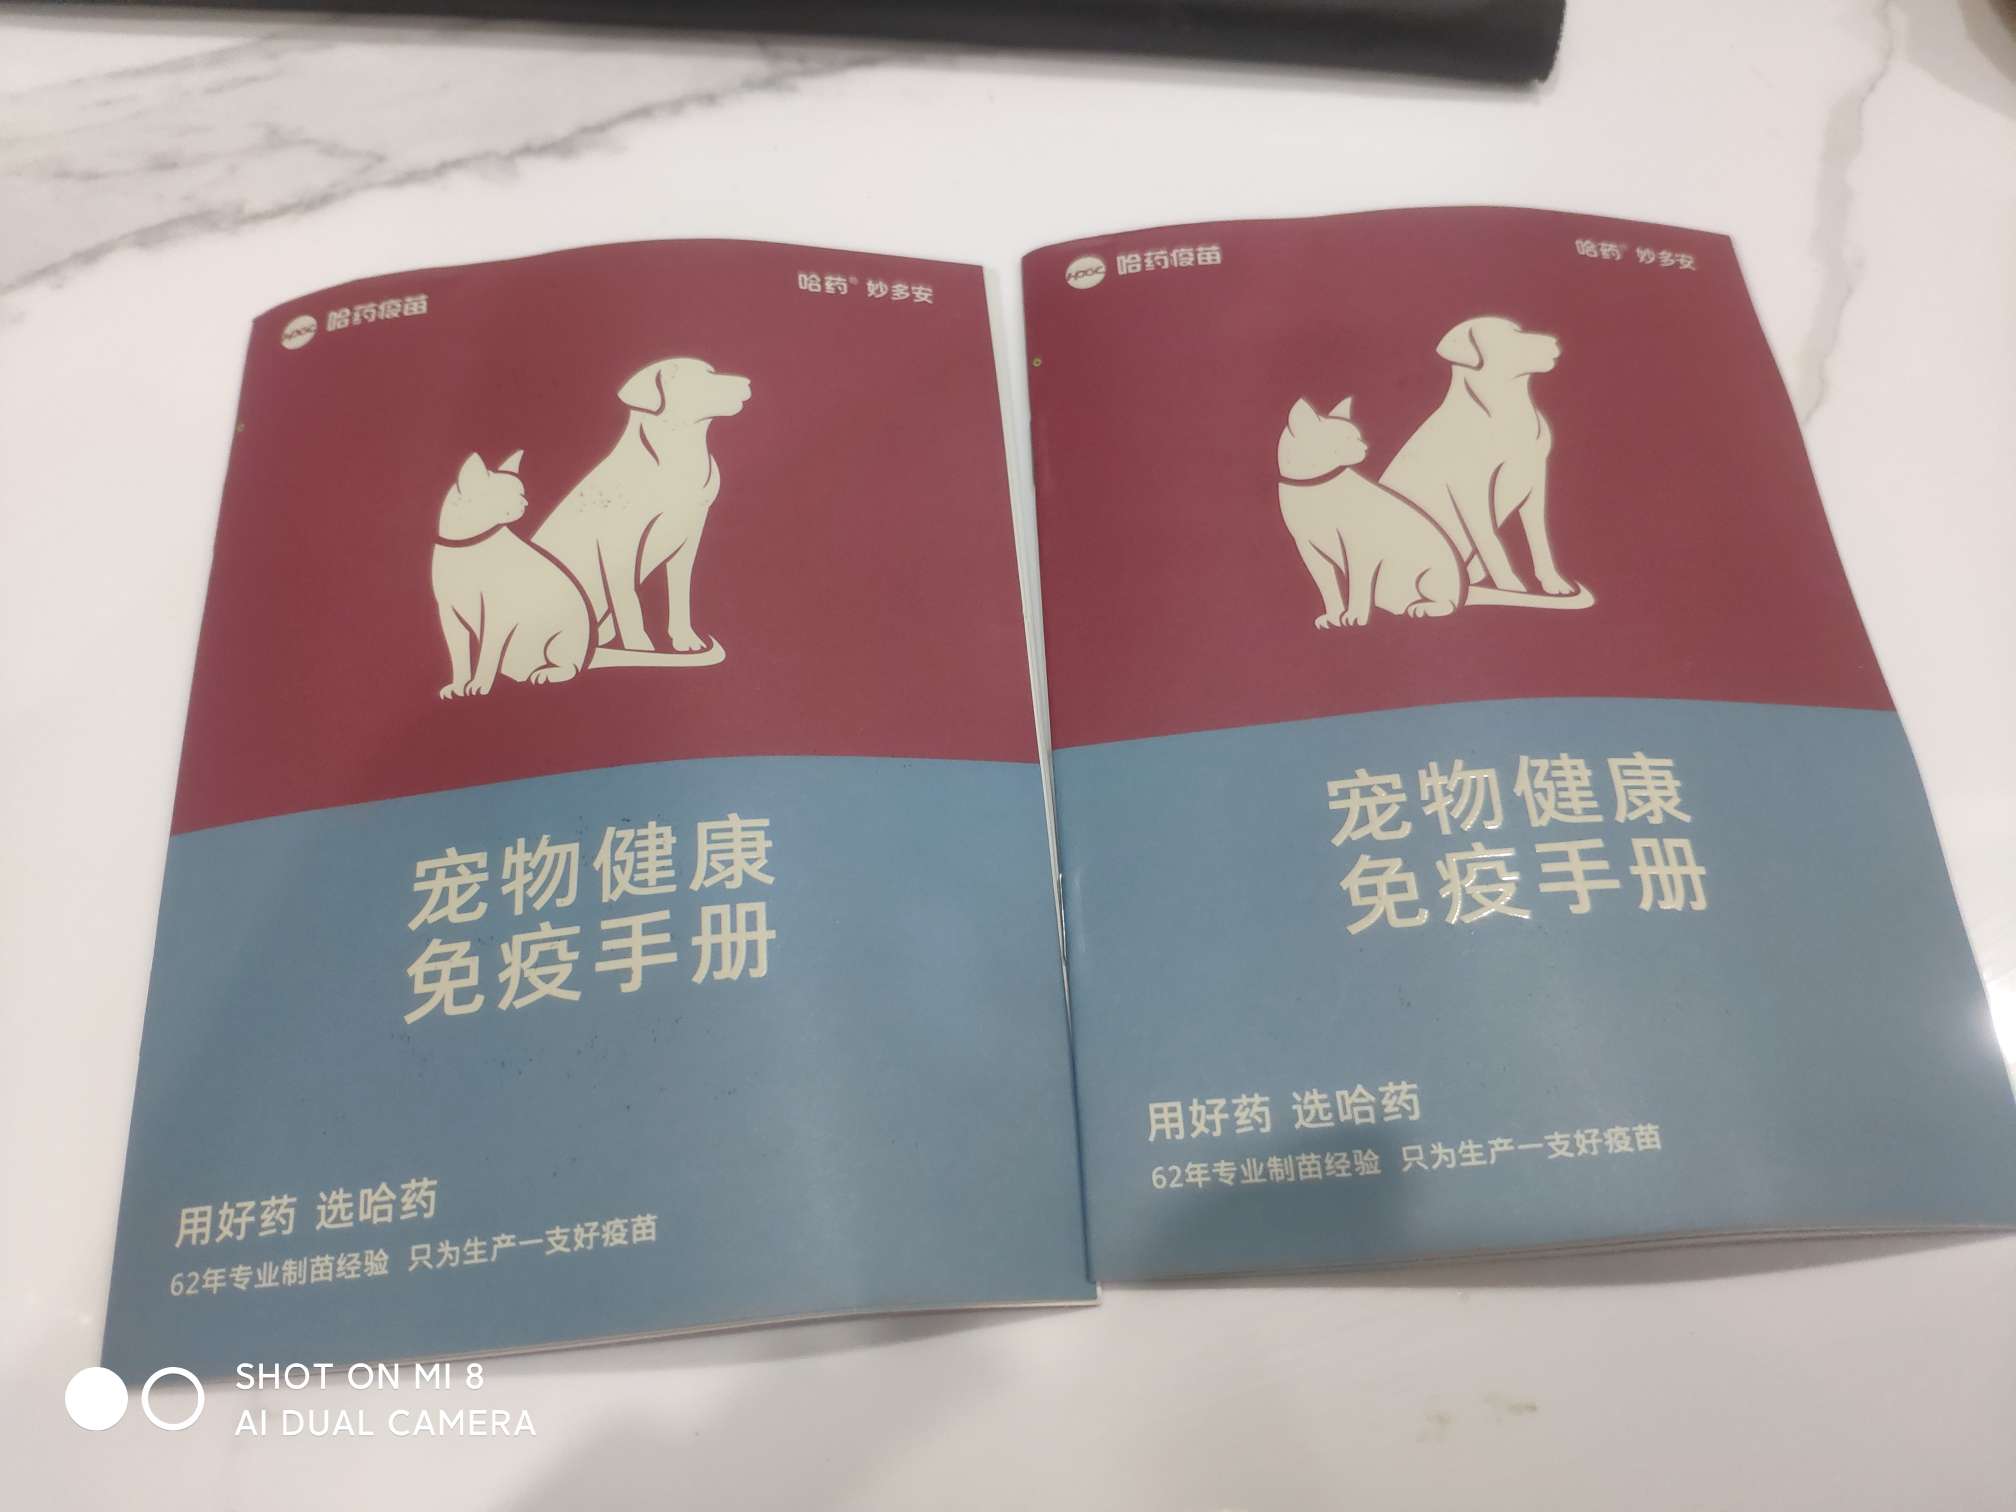 HPGC 哈药疫苗
哈药® 妙多安
宠物健康
免疫手册
用好药 选哈药
62年专业制苗经验 只为生产一支好疫苗
HPGC 哈药疫苗
哈药® 妙多安
宠物健康
免疫手册
用好药 选哈药
62年专业制苗经验 只为生产一支好疫苗
SHOT ON MI 8
AI DUAL CAMERA